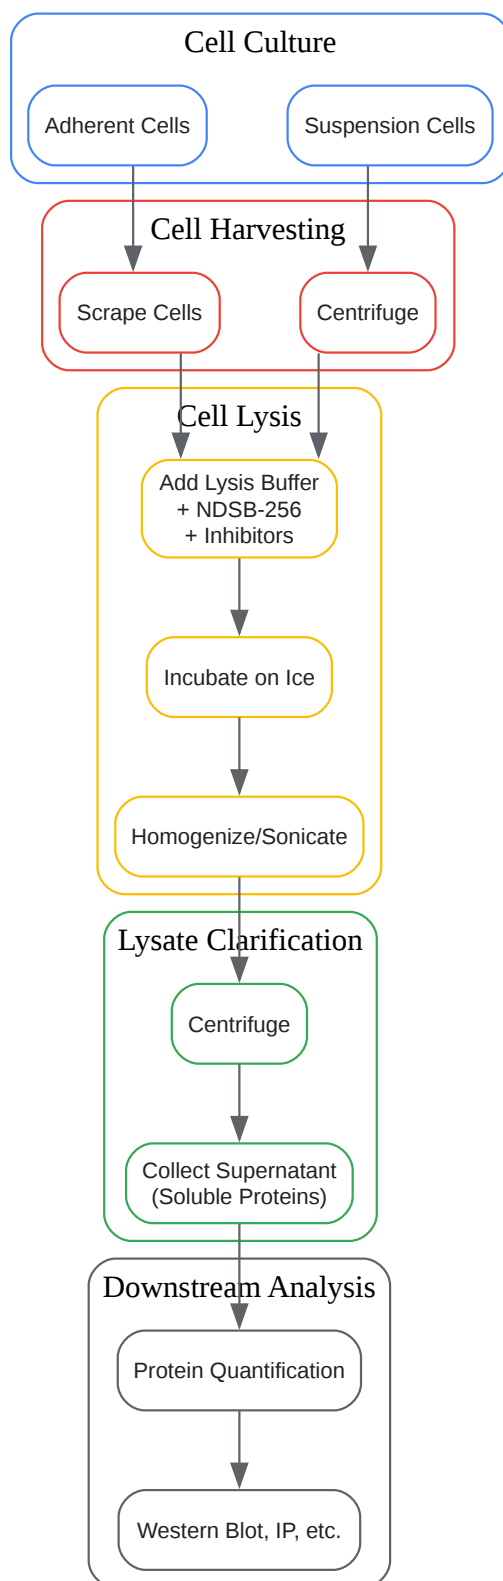 Cell Culture
Adherent Cells
Suspension Cells
Cell Harvesting
Scrape Cells
Centrifuge
Cell Lysis
Add Lysis Buffer
+ NDSB-256
+ Inhibitors
Incubate on Ice
Homogenize/Sonicate
Lysate Clarification
Centrifuge
Collect Supernatant
(Soluble Proteins)
Downstream Analysis
Protein Quantification
Western Blot, IP, etc.